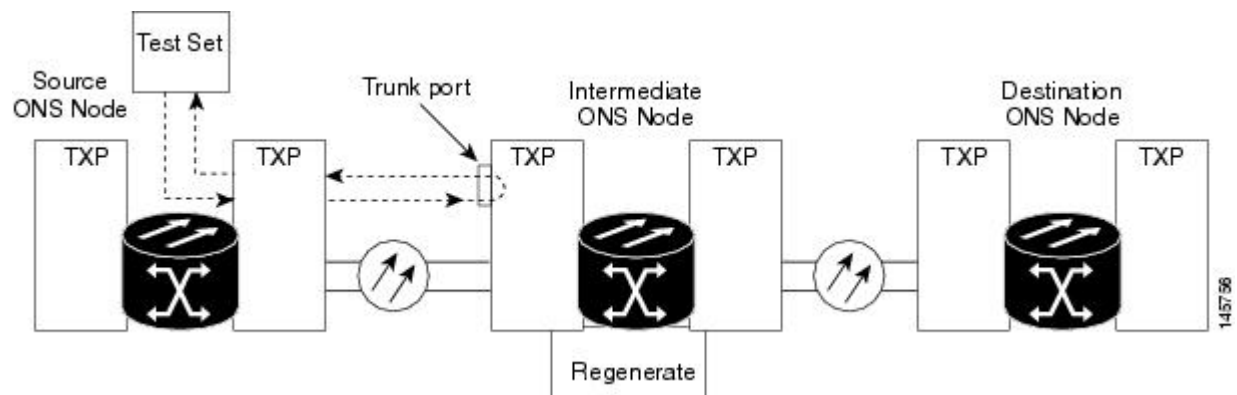 Test Set
Source
ONS Node
Trunk port
Intermediate
ONS Node
Destination
ONS Node
TXP
TXP
TXP
TXP
TXP
TXP
Regenerate
145756